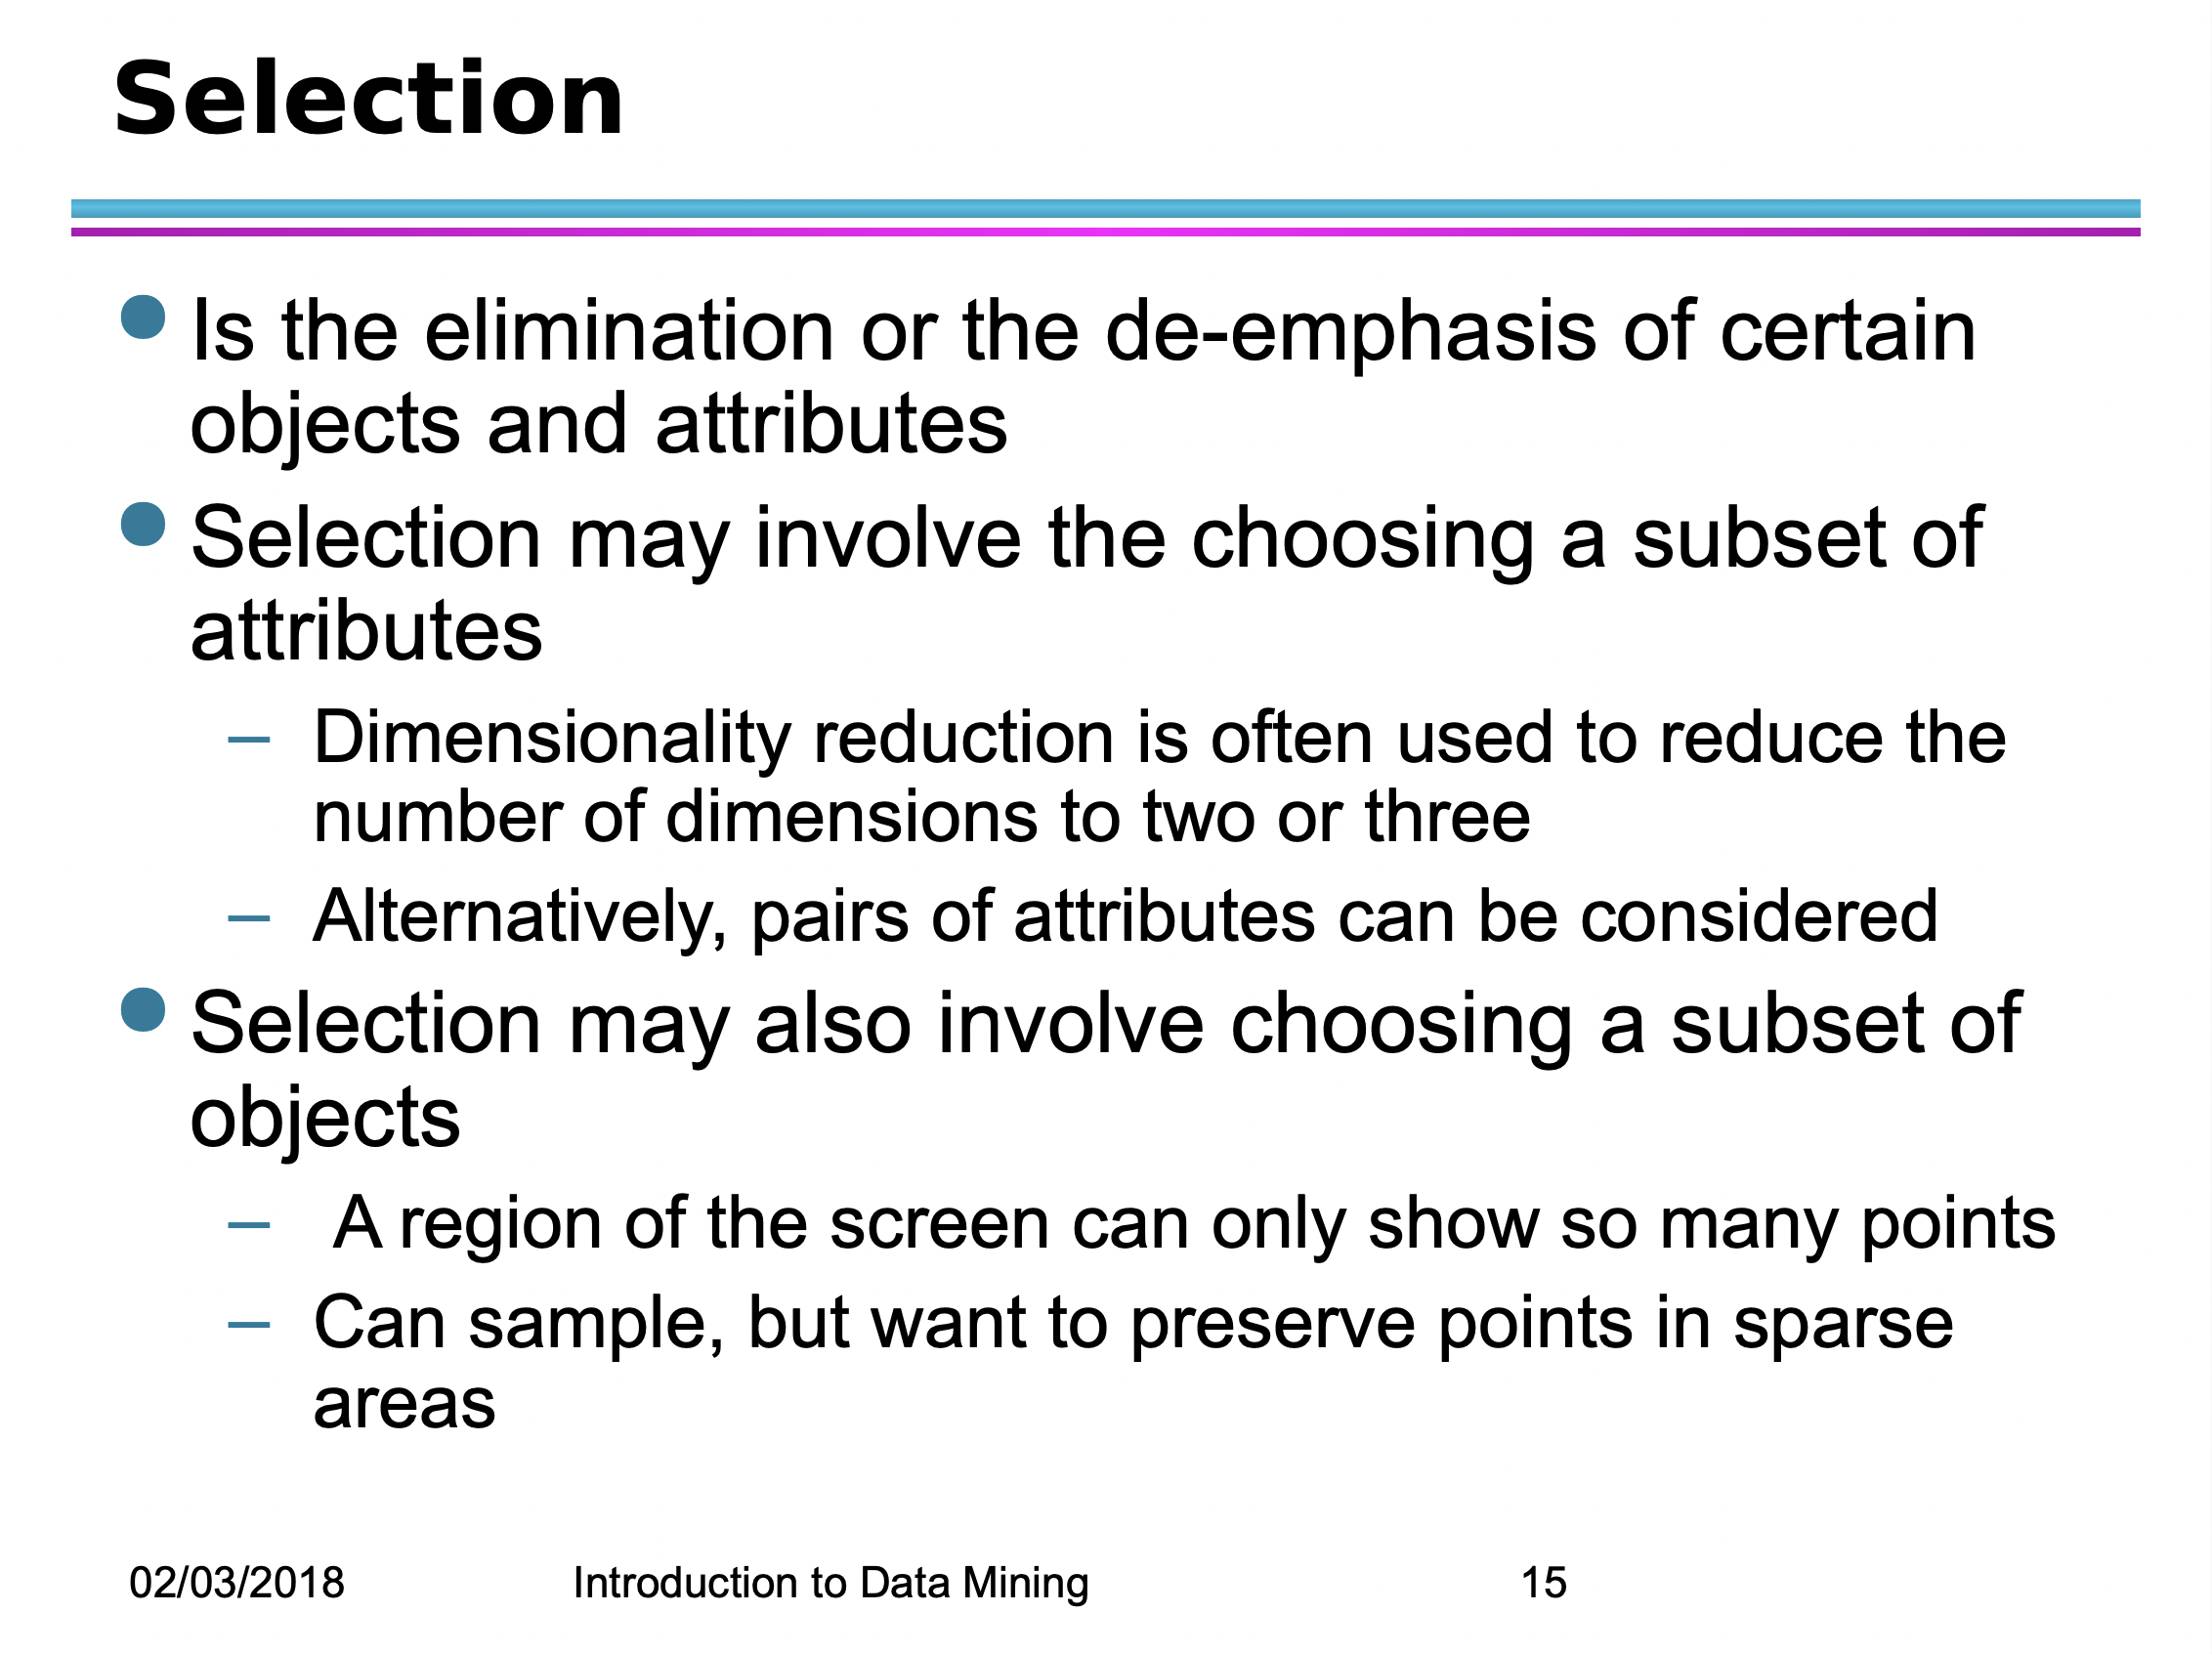 Selection
● Is the elimination or the de-emphasis of certain
objects and attributes
● Selection may involve the choosing a subset of
attributes
– Dimensionality reduction is often used to reduce the
number of dimensions to two or three
– Alternatively, pairs of attributes can be considered
● Selection may also involve choosing a subset of
objects
– A region of the screen can only show so many points
– Can sample, but want to preserve points in sparse
areas
02/03/2018 Introduction to Data Mining 15